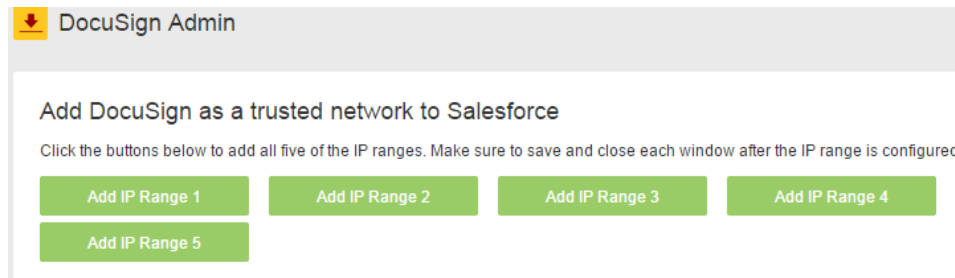 DocuSign Admin
Add DocuSign as a trusted network to Salesforce
Click the buttons below to add all five of the IP ranges. Make sure to save and close each window after the IP range is configured
Add IP Range 1 Add IP Range 2 Add IP Range 3 Add IP Range 4
Add IP Range 5